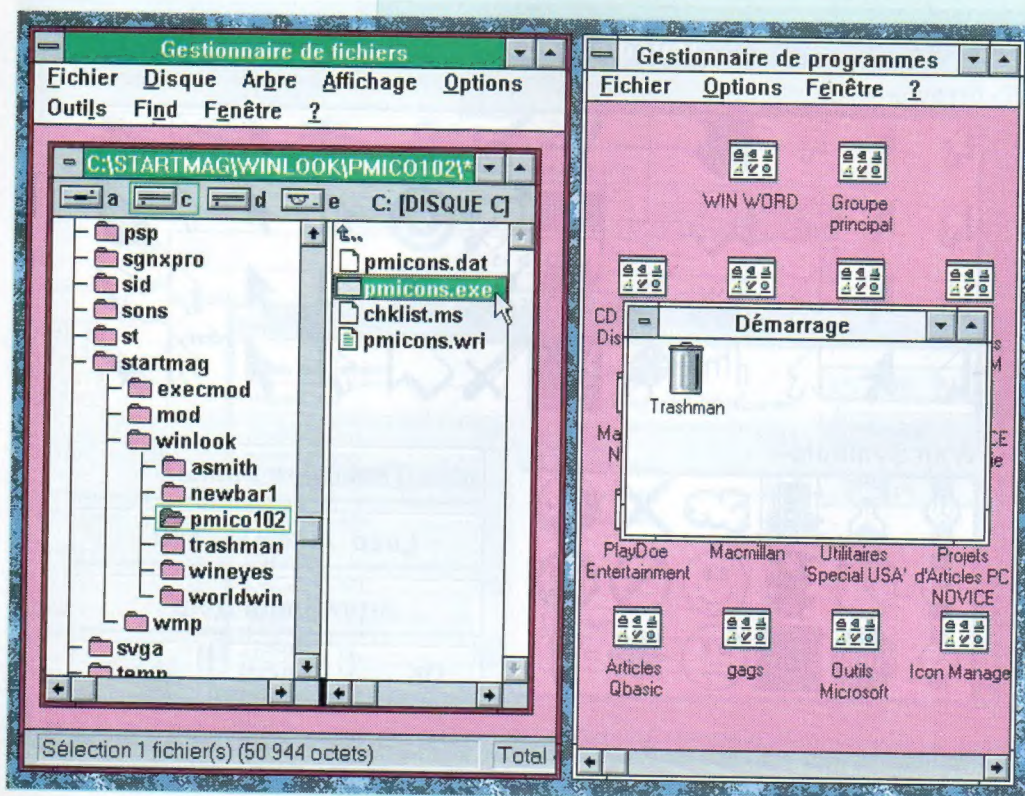 Gestionnaire de fichiers
Fichier Disque Arbre Affichage Options
Outils Find Fenêtre ?
C:\STARTMAG\WINLOOK\PMICO102\*
a c d e C: [DISQUE C]
psp
sgnxpro
sid
sons
st
startmag
execmod
mod
winlook
asmith
newbar1
pmico102
trashman
wineyes
worldwin
wmp
svga
temp
..
pmicons.dat
pmicons.exe
chklist.ms
pmicons.wri
Sélection 1 fichier(s) (50 944 octets) Total
Gestionnaire de programmes
Fichier Options Fenêtre ?
WIN WORD
Groupe
principal
CD
Démarrage
Trashman
PlayDoe
Entertainment
Macmillan
Utilitaires
'Special USA'
Projets
d'Articles PC
NOVICE
Articles
Qbasic
gags
Outils
Microsoft
Icon Manage